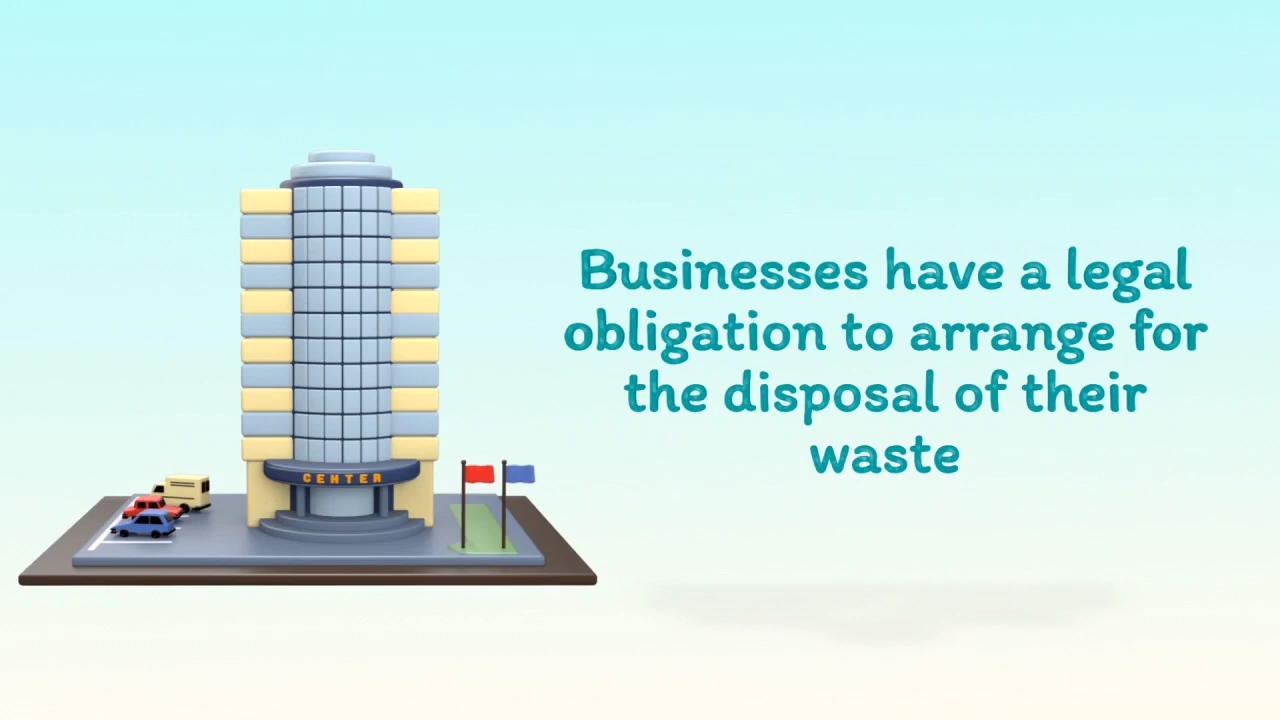 CENTER
Businesses have a legal
obligation to arrange for
the disposal of their
waste